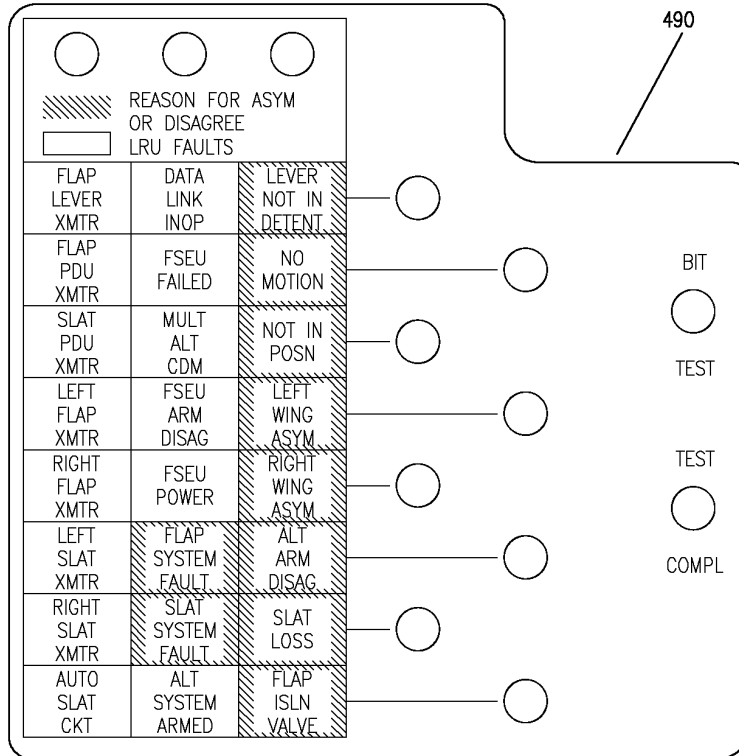 490
REASON FOR ASYM
OR DISAGREE
LRU FAULTS
FLAP
LEVER
XMTR
DATA
LINK
INOP
LEVER
NOT IN
DETENT
FLAP
PDU
XMTR
FSEU
FAILED
NO
MOTION
SLAT
PDU
XMTR
MULT
ALT
CDM
NOT IN
POSN
LEFT
FLAP
XMTR
FSEU
ARM
DISAG
LEFT
WING
ASYM
RIGHT
FLAP
XMTR
FSEU
POWER
RIGHT
WING
ASYM
LEFT
SLAT
XMTR
FLAP
SYSTEM
FAULT
ALT
ARM
DISAG
RIGHT
SLAT
XMTR
SLAT
SYSTEM
FAULT
SLAT
LOSS
AUTO
SLAT
CKT
ALT
SYSTEM
ARMED
FLAP
ISLN
VALVE
BIT
TEST
TEST
COMPL